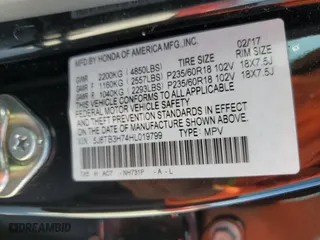 MFD. BY HONDA OF AMERICA MFG.,INC. 02/17
TIRE SIZE RIM SIZE
GVWR 2200KG (4850LBS)
GAWR F 1160KG (2557LBS) P235/60R18 102V 18X7.5J
GAWR R 1040KG (2293LBS) P235/60R18 102V 18X7.5J
THIS VEHICLE CONFORMS TO ALL APPLICABLE
FEDERAL MOTOR VEHICLE SAFETY AND
THEFT PREVENTION STANDARDS IN EFFECT ON
THE DATE OF MANUFACTURE SHOWN ABOVE.
5J8TB3H74HL019799 TYPE: MPV
NH731P -A-L
DREAMBID